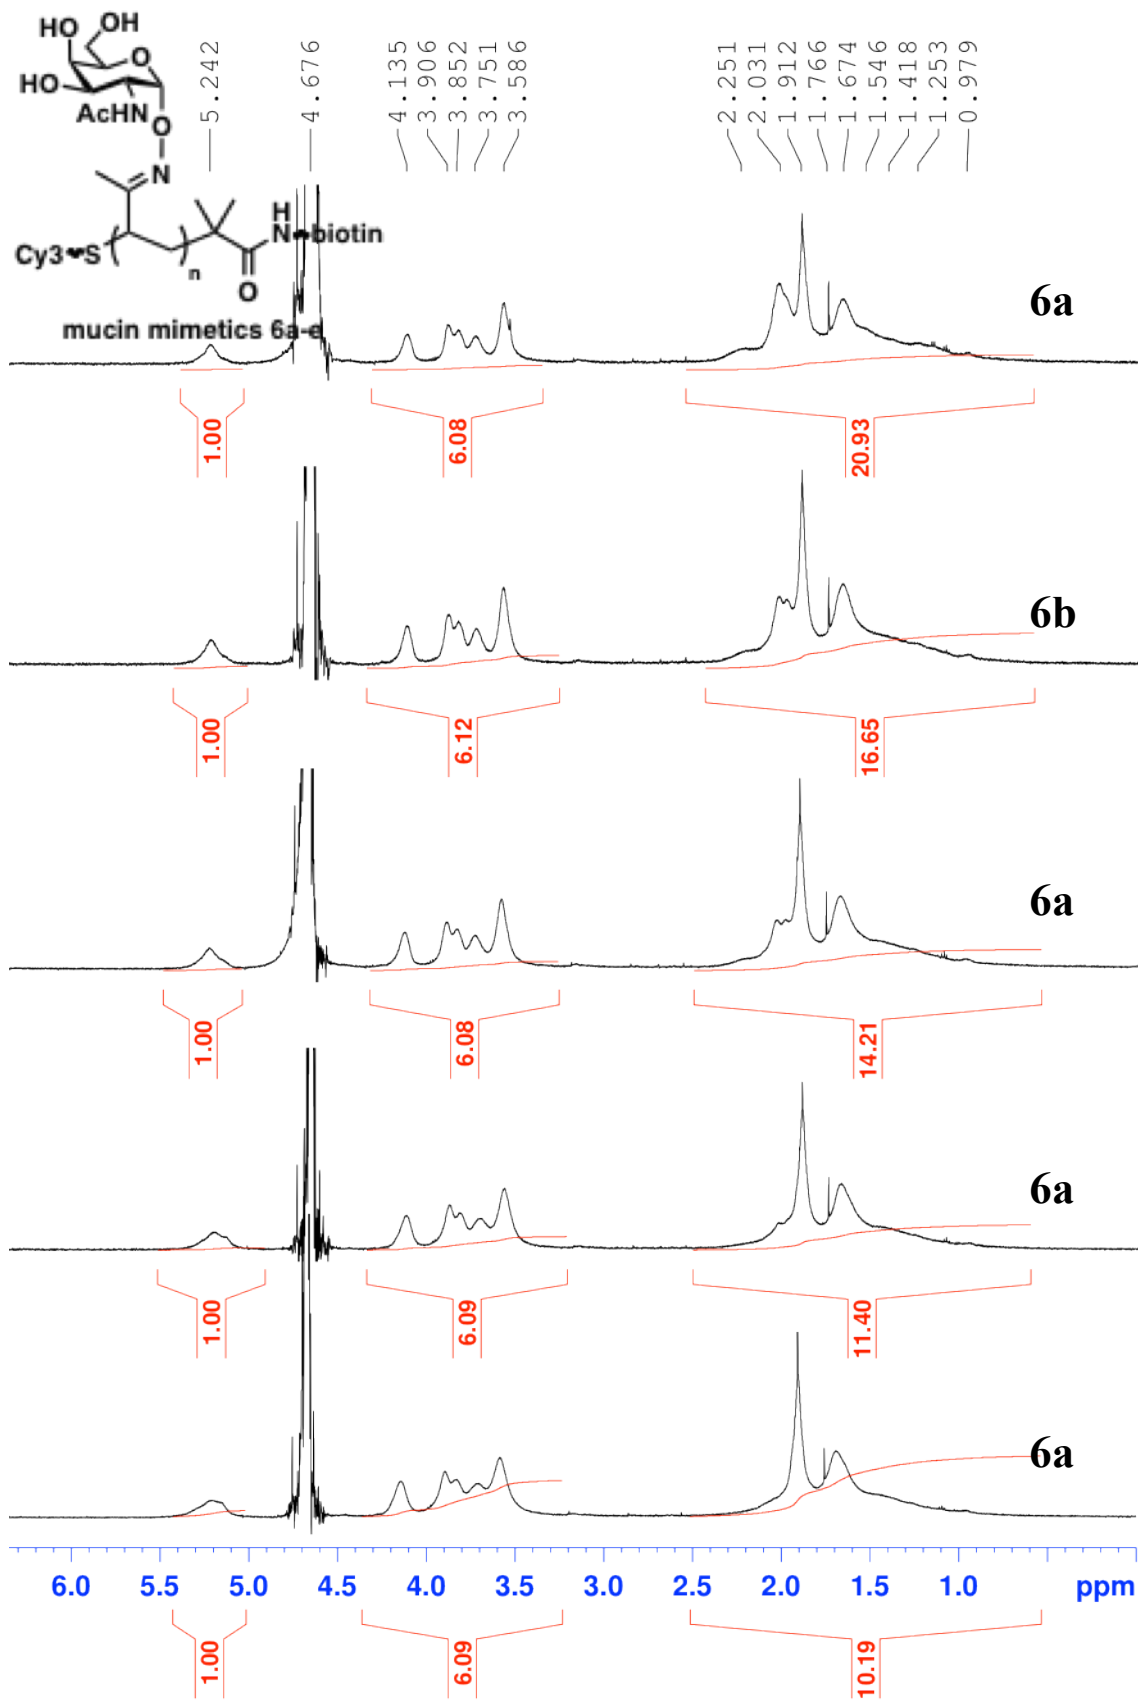 HO OH
HO O
AcHN
O
N
H
Cy3 S ( ) n N biotin
O
mucin mimetics 6a-e
5.242
4.676
4.135
3.906
3.852
3.751
3.586
2.251
2.031
1.912
1.766
1.674
1.546
1.418
1.253
0.979
6a
1.00
6.08
20.93
6b
1.00
6.12
16.65
6a
1.00
6.08
14.21
6a
1.00
6.09
11.40
6a
6.0 5.5 5.0 4.5 4.0 3.5 3.0 2.5 2.0 1.5 1.0 ppm
1.00
6.09
10.19